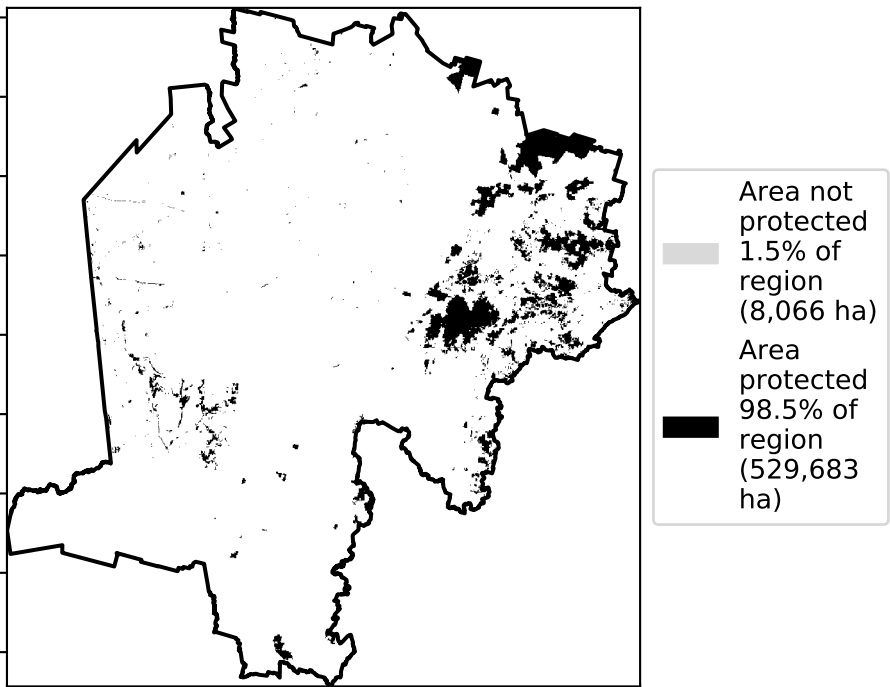 Area not
protected
1.5% of
region
(8,066 ha)
Area
protected
98.5% of
region
(529,683
ha)